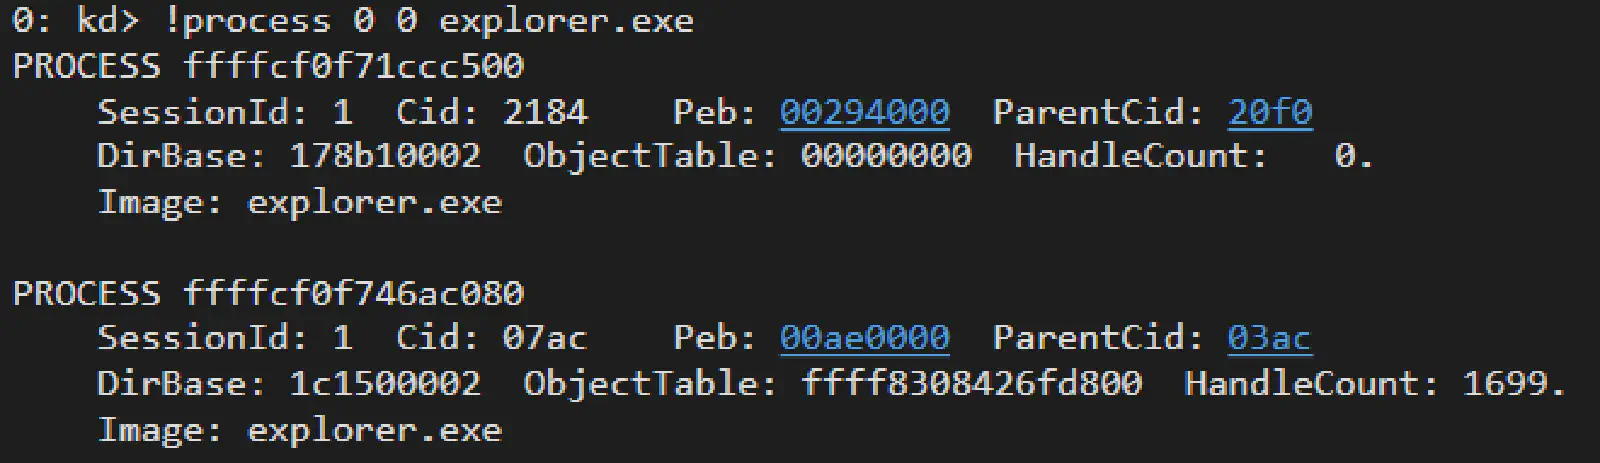 0: kd> !process 0 0 explorer.exe
PROCESS ffffcf0f71ccc500
    SessionId: 1  Cid: 2184    Peb: 00294000  ParentCid: 20f0
    DirBase: 178b10002  ObjectTable: 00000000  HandleCount:   0.
    Image: explorer.exe

PROCESS ffffcf0f746ac080
    SessionId: 1  Cid: 07ac    Peb: 00ae0000  ParentCid: 03ac
    DirBase: 1c1500002  ObjectTable: ffff8308426fd800  HandleCount: 1699.
    Image: explorer.exe